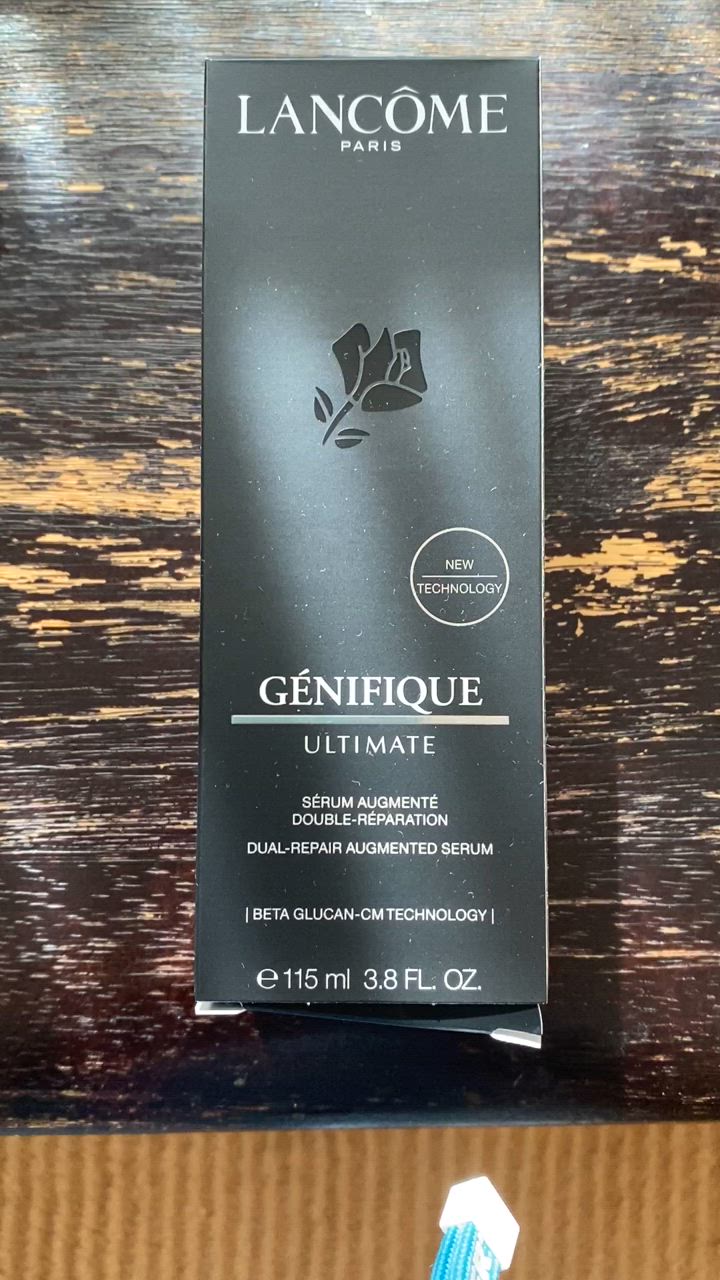 LANCÔME
PARIS
NEW
TECHNOLOGY
GÉNIFIQUE
ULTIMATE
SÉRUM AUGMENTÉ
DOUBLE-RÉPARATION
DUAL-REPAIR AUGMENTED SERUM
| BETA GLUCAN-CM TECHNOLOGY |
℮ 115 ml 3.8 FL. OZ.